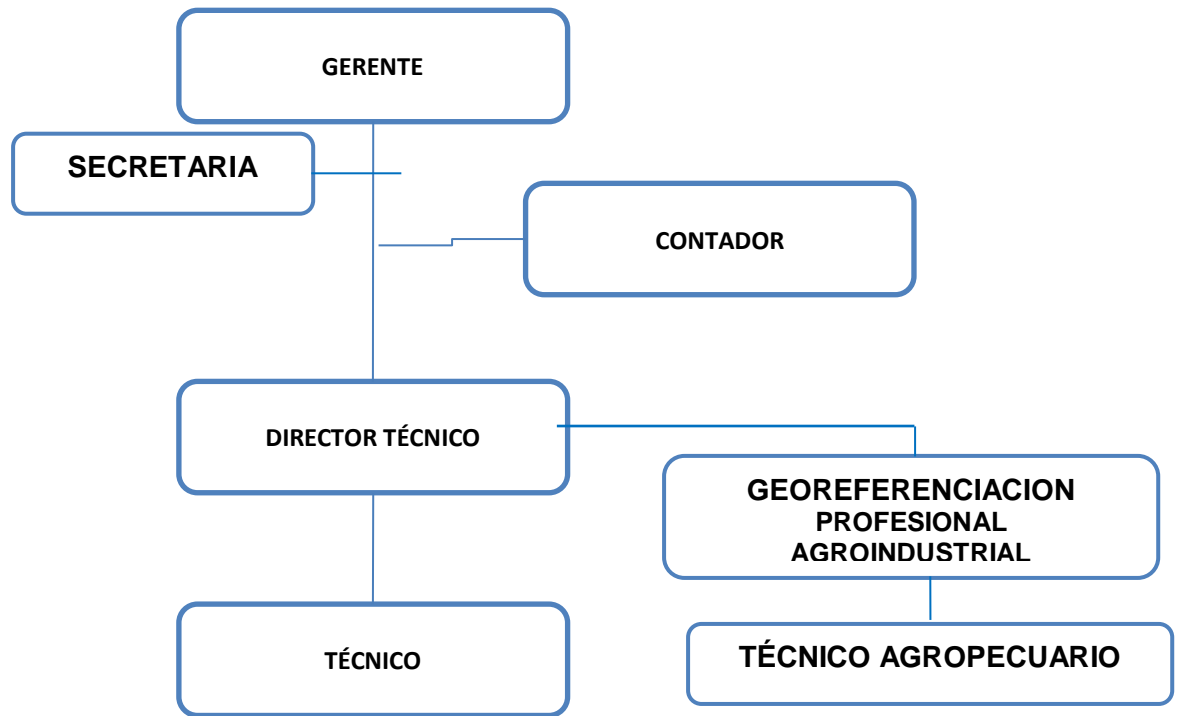 GERENTE
SECRETARIA
CONTADOR
DIRECTOR TÉCNICO
GEOREFERENCIACION
PROFESIONAL
AGROINDUSTRIAL
TÉCNICO
TÉCNICO AGROPECUARIO